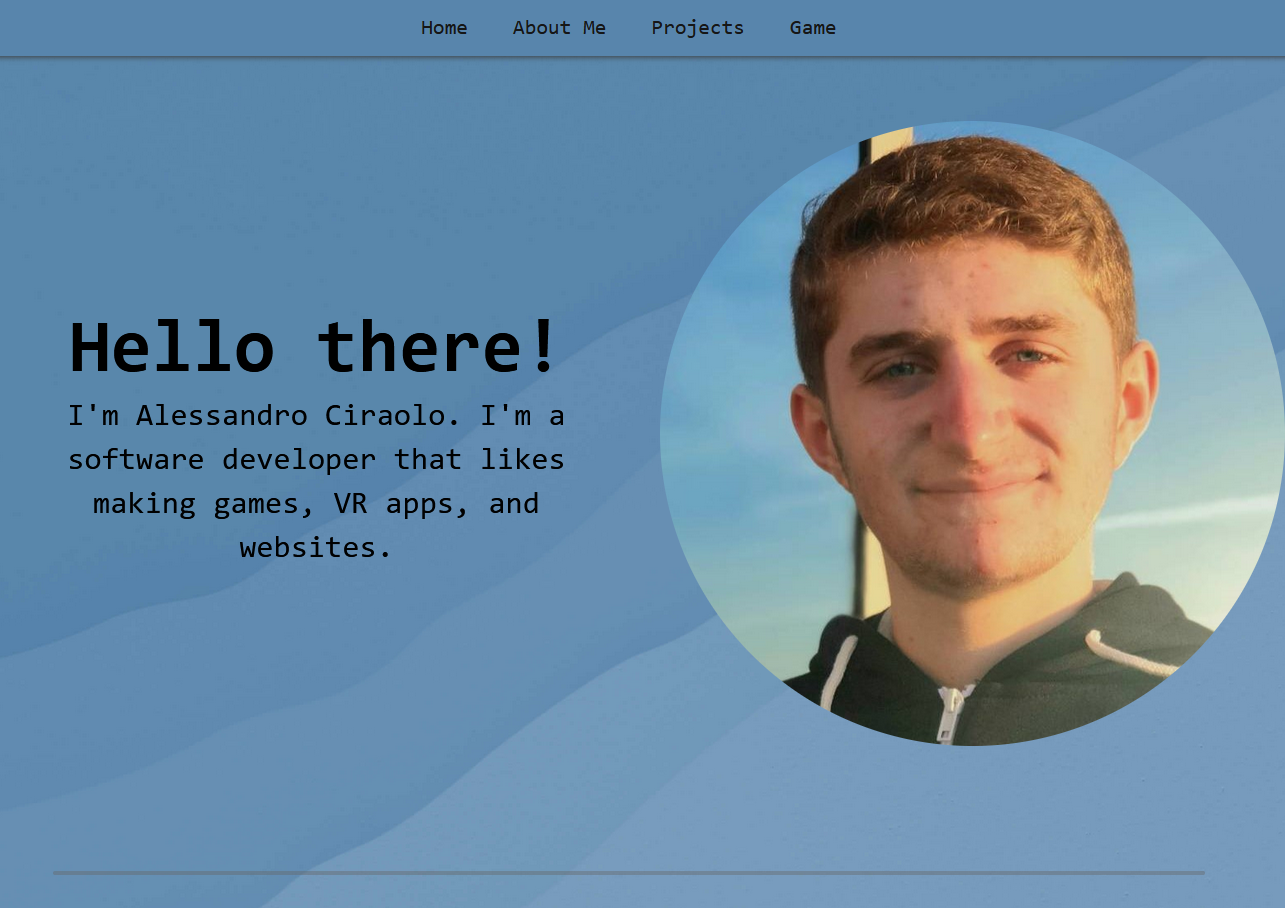 Home About Me Projects Game
Hello there!
I'm Alessandro Ciraolo. I'm a
software developer that likes
making games, VR apps, and
websites.